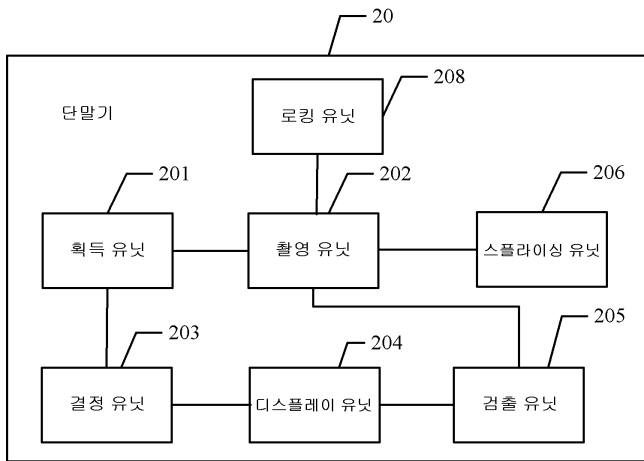 20
단말기
208
로킹 유닛
201
202
206
획득 유닛
촬영 유닛
스플라이싱 유닛
203
204
205
결정 유닛
디스플레이 유닛
검출 유닛